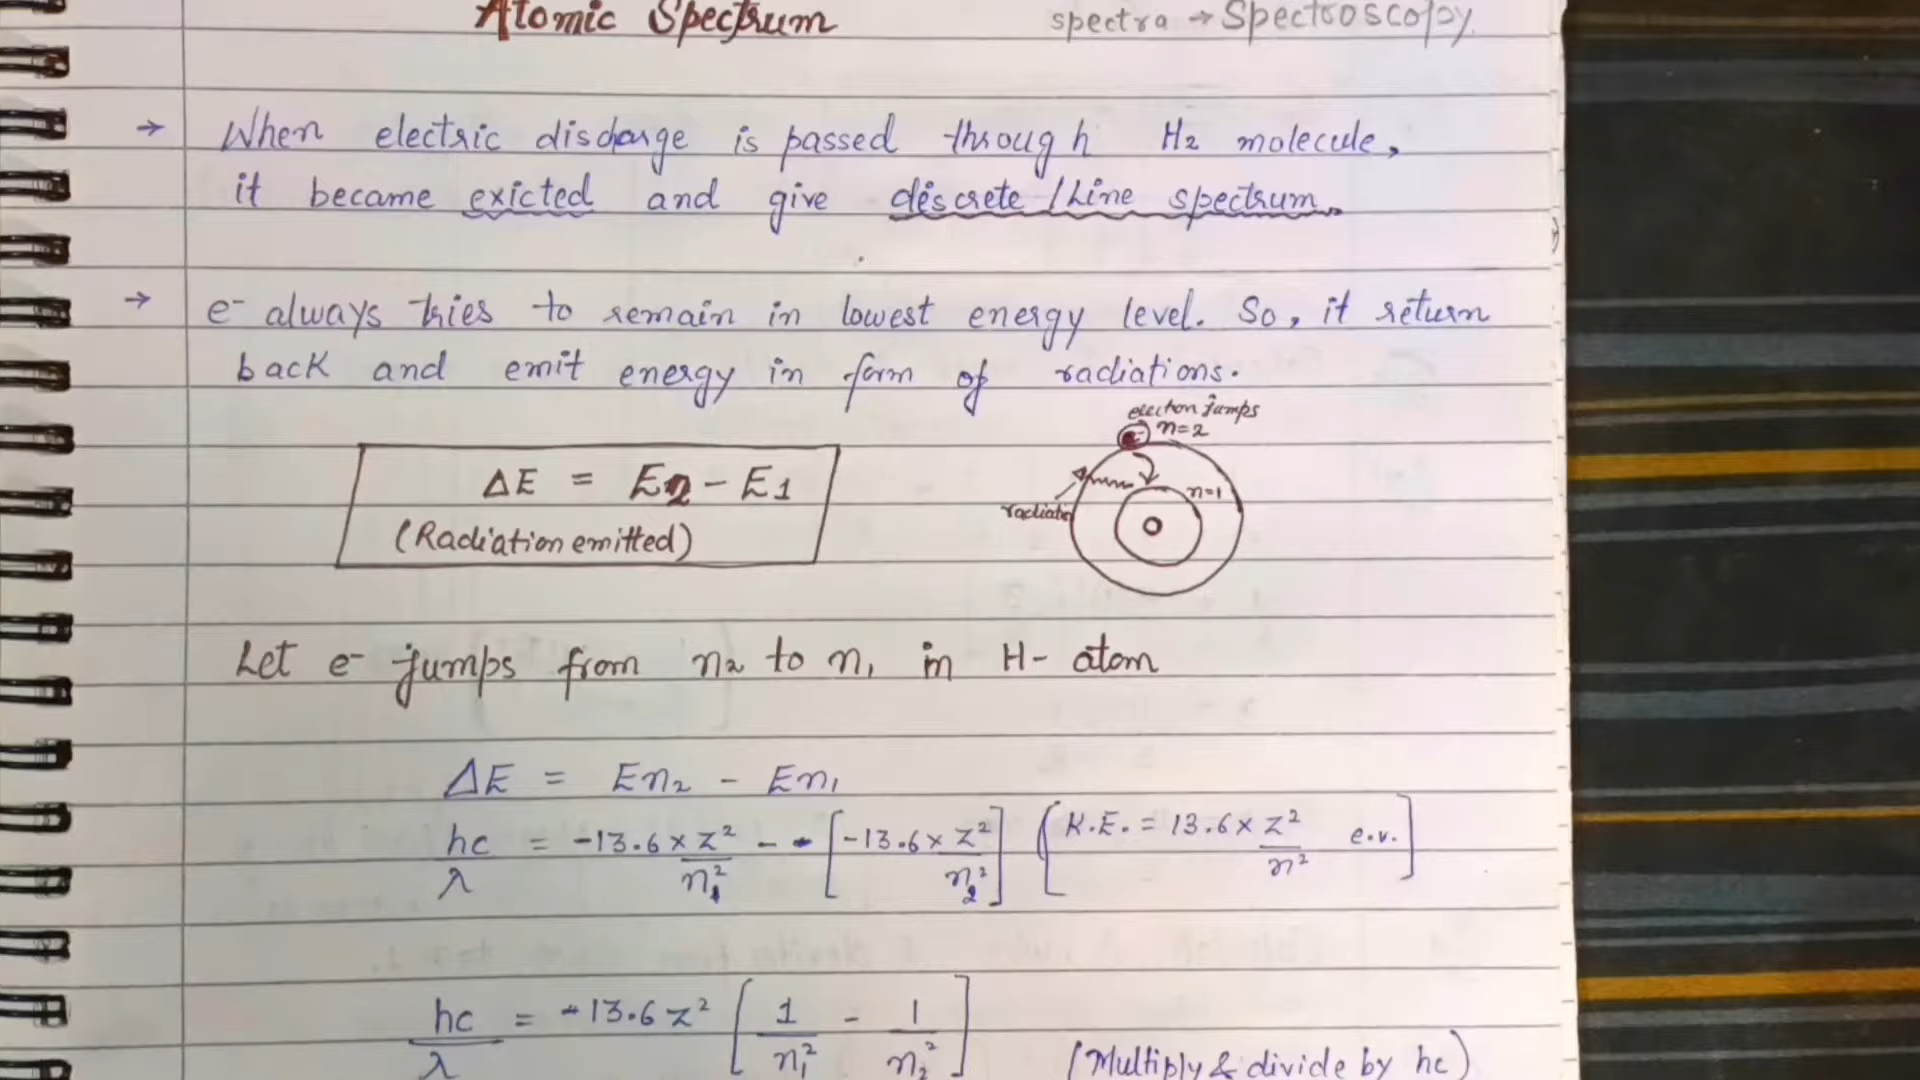 Atomic Spectrum
spectra → Spectroscopy.
→ When electric discharge is passed through H₂ molecule,
it became exicted and give discrete / Line spectrum.
→ e⁻ always tries to remain in lowest energy level. So, it return
back and emit energy in form of radiations.
electron jumps
e⁻ n=2
n=1
radiatio
ΔE = E2 - E1
(Radiation emitted)
Let e⁻ jumps from n₂ to n₁ in H- atom
ΔE = En₂ - En₁
hc/λ = -13.6 × z²/n₁² - - [-13.6 × z²/n₂²] [K.E. = 13.6 × z²/n² e.v.]
hc/λ = -13.6 z² [1/n₁² - 1/n₂²] (Multiply & divide by hc)